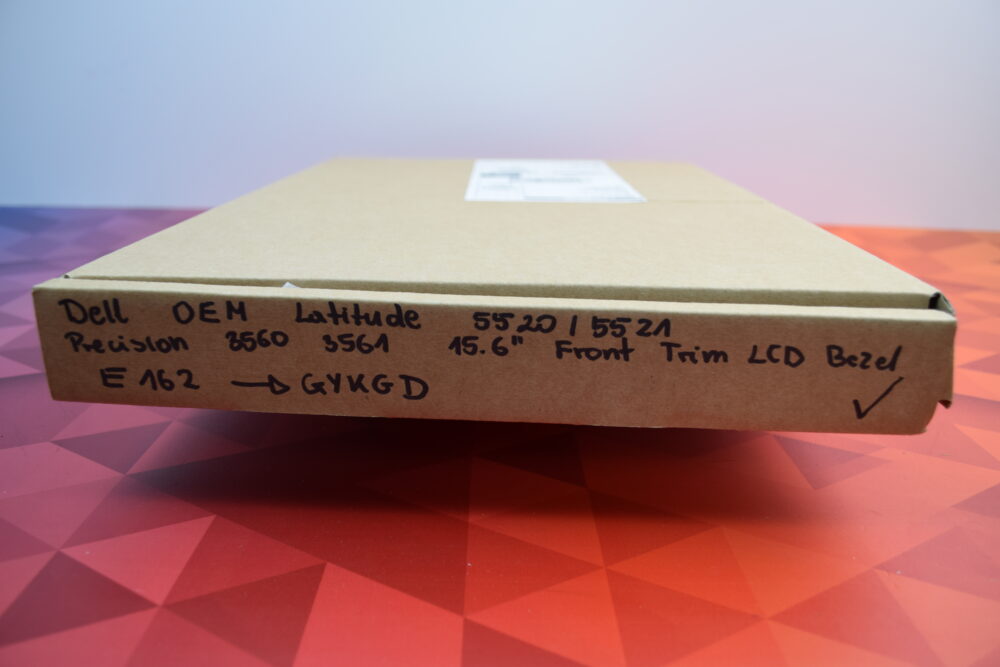 Dell OEM Latitude 5520 / 5521
Precision 3560 3561 15.6" Front Trim LCD Bezel
E162 → GYKGD ✓